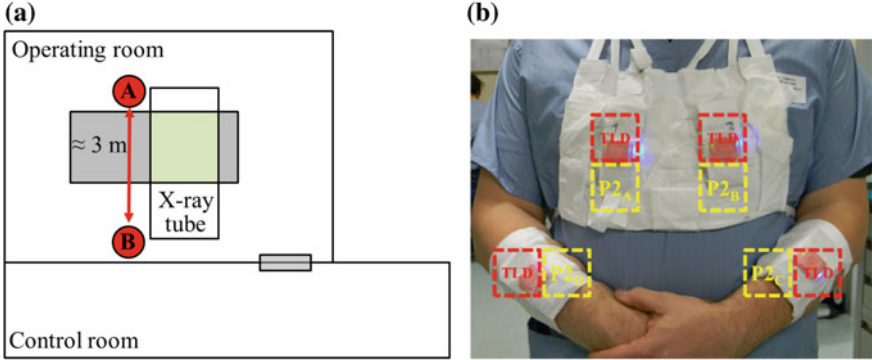 (a)
Operating room
A
≈ 3 m
X-ray
tube
B
Control room
(b)
TLD
TLD
P2A
P2B
TLD
P2D
P2C
TLD